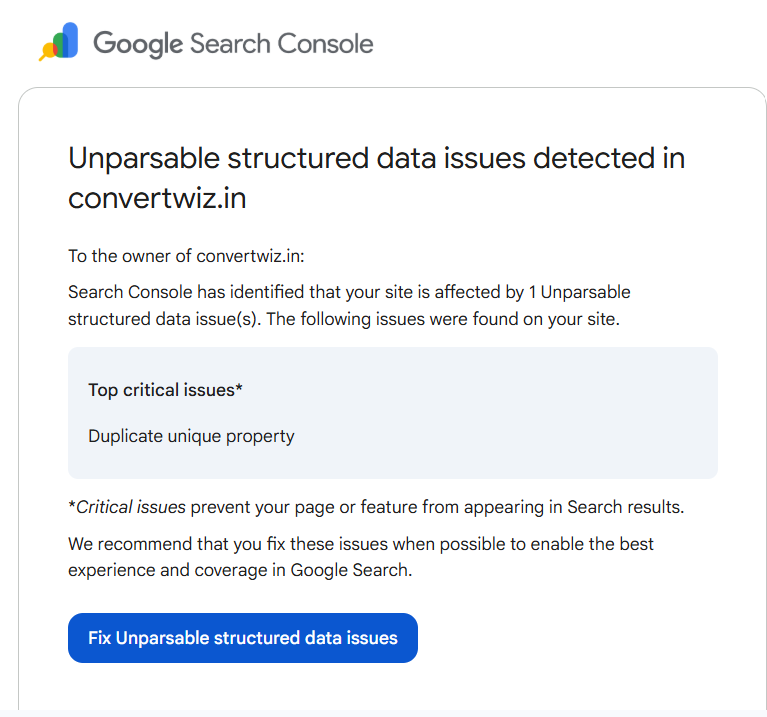 Google Search Console
Unparsable structured data issues detected in
convertwiz.in
To the owner of convertwiz.in:
Search Console has identified that your site is affected by 1 Unparsable
structured data issue(s). The following issues were found on your site.
Top critical issues*
Duplicate unique property
*Critical issues prevent your page or feature from appearing in Search results.
We recommend that you fix these issues when possible to enable the best
experience and coverage in Google Search.
Fix Unparsable structured data issues